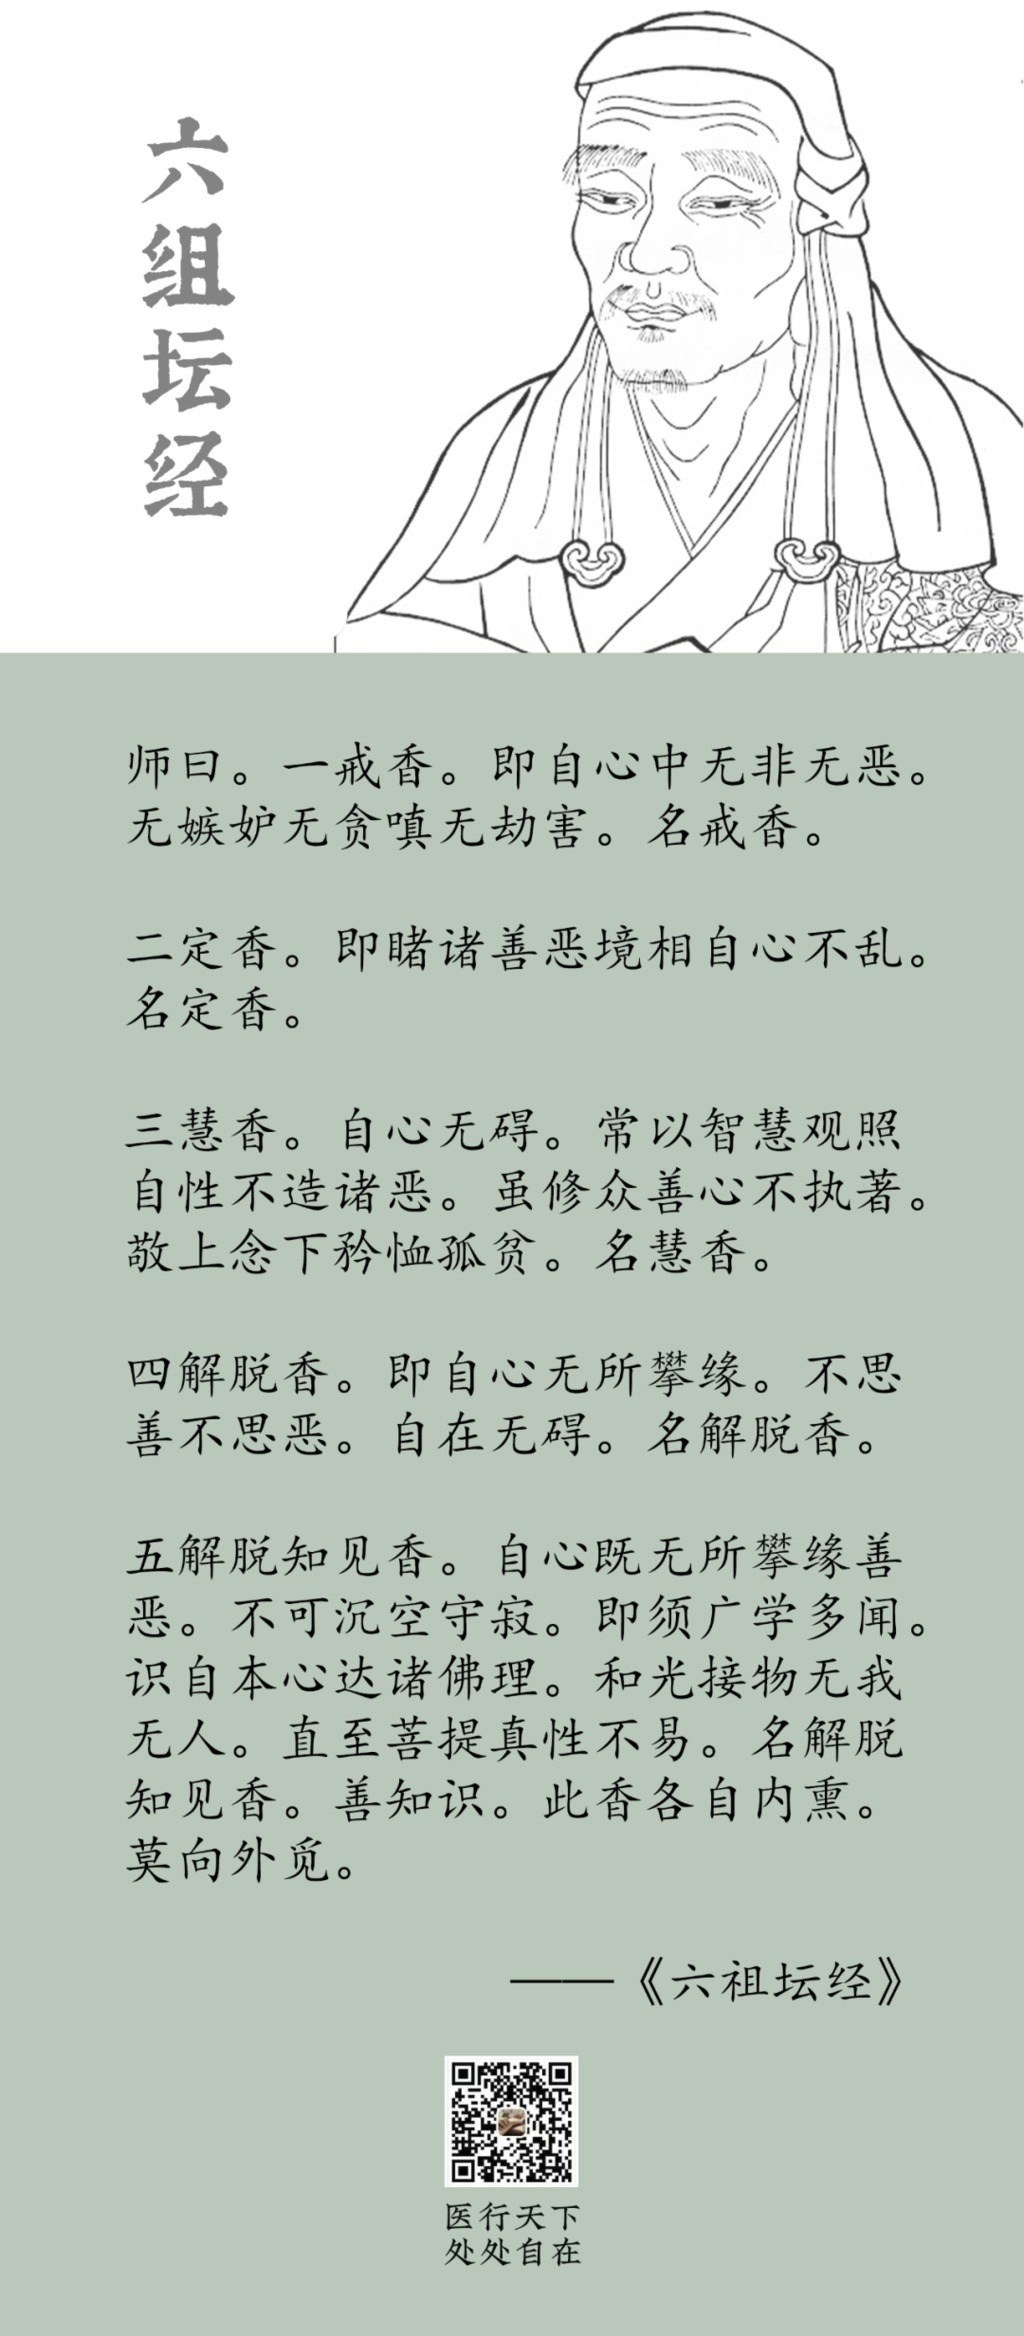 六组坛经
师曰。一戒香。即自心中无非无恶。
无嫉妒无贪嗔无劫害。名戒香。
二定香。即睹诸善恶境相自心不乱。
名定香。
三慧香。自心无碍。常以智慧观照
自性不造诸恶。虽修众善心不执著。
敬上念下矜恤孤贫。名慧香。
四解脱香。即自心无所攀缘。不思
善不思恶。自在无碍。名解脱香。
五解脱知见香。自心既无所攀缘善
恶。不可沉空守寂。即须广学多闻。
识自本心达诸佛理。和光接物无我
无人。直至菩提真性不易。名解脱
知见香。善知识。此香各自内熏。
莫向外觅。
——《六祖坛经》
医行天下
处处自在